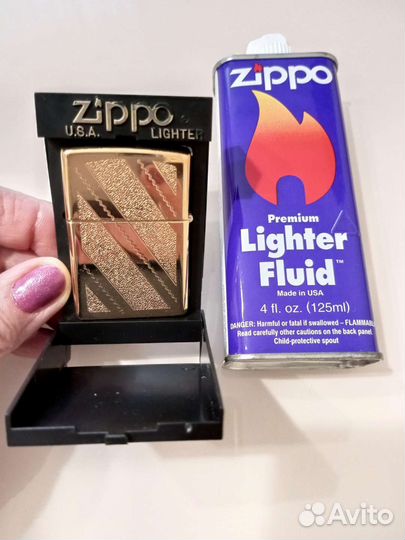 Zippo
U.S.A. LIGHTER
Zippo
Premium
Lighter
Fluid™
Made in USA
4 fl. oz. (125ml)
DANGER: Harmful or fatal if swallowed – FLAMMABL
Read carefully other cautions on the back panel.
Child-protective spout
Avito